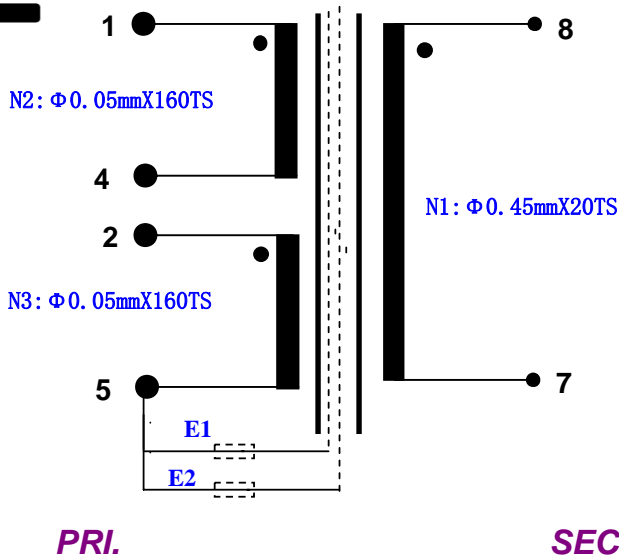 1
8
N2:Φ0.05mmX160TS
4
N1:Φ0.45mmX20TS
2
N3:Φ0.05mmX160TS
5
7
E1
E2
PRI.
SEC